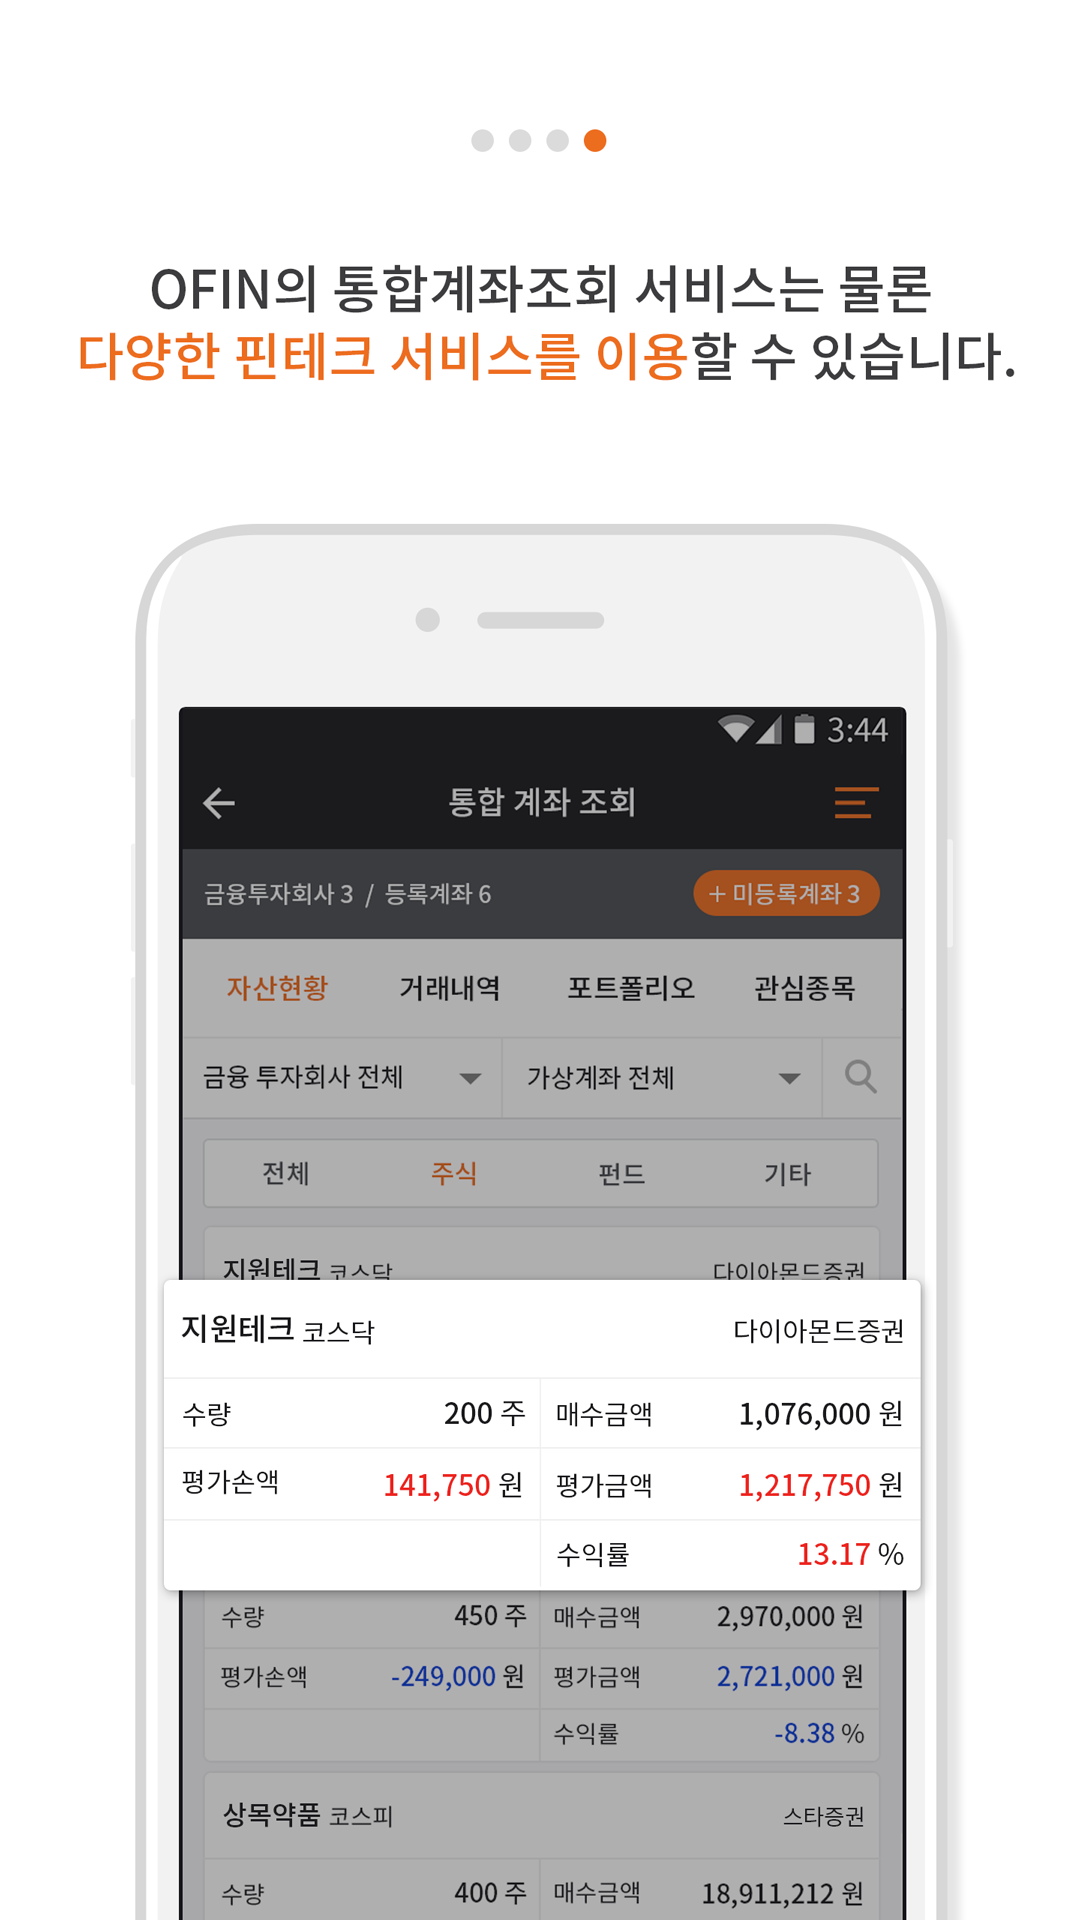 OFIN의 통합계좌조회 서비스는 물론
다양한 핀테크 서비스를 이용할 수 있습니다.
3:44
통합 계좌 조회
금융투자회사 3 / 등록계좌 6
+ 미등록계좌 3
자산현황 거래내역 포트폴리오 관심종목
금융 투자회사 전체 가상계좌 전체
전체 주식 펀드 기타
지원테크 코스닥 다이아몬드증권
지원테크 코스닥 다이아몬드증권
수량 200 주 매수금액 1,076,000 원
평가손액 141,750 원 평가금액 1,217,750 원
수익률 13.17 %
수량 450 주 매수금액 2,970,000 원
평가손액 -249,000 원 평가금액 2,721,000 원
수익률 -8.38 %
상목약품 코스피 스타증권
수량 400 주 매수금액 18,911,212 원